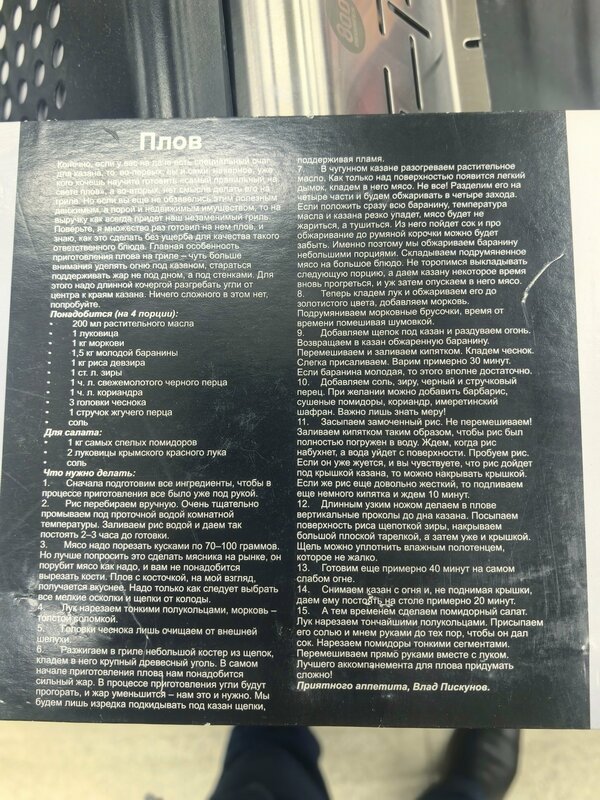 Плов
Конечно, если у вас на даче есть специальный очаг
для казана, то, во-первых, вы и сами, наверное, уже
кого хочешь научите готовить «самый правильный на
свете плов», а во-вторых, нет смысла делать его на
гриле. Но если вы еще не обзавелись этим полезным
движимым, а порой и недвижимым имуществом, то на
выручку как всегда придет наш незаменимый гриль.
Поверьте, я множество раз готовил на нем плов, и
знаю, как это сделать без ущерба для качества такого
ответственного блюда. Главная особенность
приготовления плова на гриле – чуть больше
внимания уделять огню под казаном, стараться
поддерживать жар не под дном, а под стенками. Для
этого надо длинной кочергой разгребать угли от
центра к краям казана. Ничего сложного в этом нет,
попробуйте.
Понадобится (на 4 порции):
• 200 мл растительного масла
• 1 луковица
• 1 кг моркови
• 1,5 кг молодой баранины
• 1 кг риса девзира
• 1 ст. л. зиры
• 1 ч. л. свежемолотого черного перца
• 1 ч. л. кориандра
• 3 головки чеснока
• 1 стручок жгучего перца
• соль
Для салата:
• 1 кг самых спелых помидоров
• 2 луковицы крымского красного лука
• соль
Что нужно делать:
1. Сначала подготовим все ингредиенты, чтобы в
процессе приготовления все было уже под рукой.
2. Рис перебираем вручную. Очень тщательно
промываем под проточной водой комнатной
температуры. Заливаем рис водой и даем так
постоять 2–3 часа до готовки.
3. Мясо надо порезать кусками по 70–100 граммов.
Но лучше попросить это сделать мясника на рынке, он
порубит мясо как надо, и вам не понадобится
вырезать кости. Плов с косточкой, на мой взгляд,
получается вкуснее. Надо только как следует выбрать
все мелкие осколки и щепки от колоды.
4. Лук нарезаем тонкими полукольцами, морковь –
толстой соломкой.
5. Головки чеснока лишь очищаем от внешней
шелухи.
6. Разжигаем в гриле небольшой костер из щепок,
кладем в него крупный древесный уголь. В самом
начале приготовления плова нам понадобится
сильный жар. В процессе приготовления угли будут
прогорать, и жар уменьшится – нам это и нужно. Мы
будем лишь изредка подкидывать под казан щепки,
поддерживая пламя.
7. В чугунном казане разогреваем растительное
масло. Как только над поверхностью появится легкий
дымок, кладем в него мясо. Не все! Разделим его на
четыре части и будем обжаривать в четыре захода.
Если положить сразу всю баранину, температура
масла и казана резко упадет, мясо будет не
жариться, а тушиться. Из него пойдет сок и про
обжаривание до румяной корочки можно будет
забыть. Именно поэтому мы обжариваем баранину
небольшими порциями. Складываем подрумяненное
мясо на большое блюдо. Не торопимся выкладывать
следующую порцию, а даем казану некоторое время
вновь прогреться, и уж затем опускаем в него мясо.
8. Теперь кладем лук и обжариваем его до
золотистого цвета, добавляем морковь.
Подрумяниваем морковные брусочки, время от
времени помешивая шумовкой.
9. Добавляем щепок под казан и раздуваем огонь.
Возвращаем в казан обжаренную баранину.
Перемешиваем и заливаем кипятком. Кладем чеснок.
Слегка присаливаем. Варим примерно 30 минут.
Если баранина молодая, то этого вполне достаточно.
10. Добавляем соль, зиру, черный и стручковый
перец. При желании можно добавить барбарис,
сушеные помидоры, кориандр, имеретинский
шафран. Важно лишь знать меру!
11. Засыпаем замоченный рис. Не перемешиваем!
Заливаем кипятком таким образом, чтобы рис был
полностью погружен в воду. Ждем, когда рис
набухнет, а вода уйдет с поверхности. Пробуем рис.
Если он уже жуется, и вы чувствуете, что рис дойдет
под крышкой казана, то можно накрывать крышкой.
Если же рис еще довольно жесткий, то подливаем
еще немного кипятка и ждем 10 минут.
12. Длинным узким ножом делаем в плове
вертикальные проколы до дна казана. Посыпаем
поверхность риса щепоткой зиры, накрываем
большой плоской тарелкой, а затем уже и крышкой.
Щель можно уплотнить влажным полотенцем,
которое не жалко.
13. Готовим еще примерно 40 минут на самом
слабом огне.
14. Снимаем казан с огня и, не поднимая крышки,
даем ему постоять на столе примерно 20 минут.
15. А тем временем сделаем помидорный салат.
Лук нарезаем тончайшими полукольцами. Присыпаем
его солью и мнем руками до тех пор, чтобы он дал
сок. Нарезаем помидоры тонкими сегментами.
Перемешиваем прямо руками вместе с луком.
Лучшего аккомпанемента для плова придумать
сложно!
Приятного аппетита, Влад Пискунов.